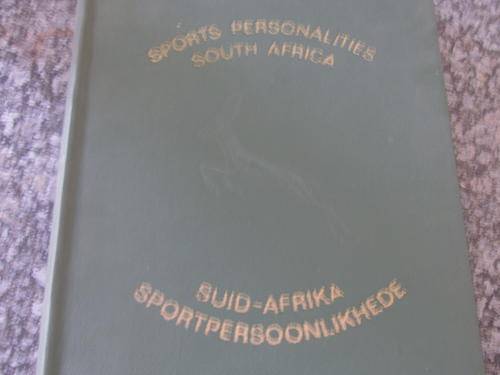 SPORTS PERSONALITIES
SOUTH AFRICA
SUID-AFRIKA
SPORTPERSOONLIKHEDE